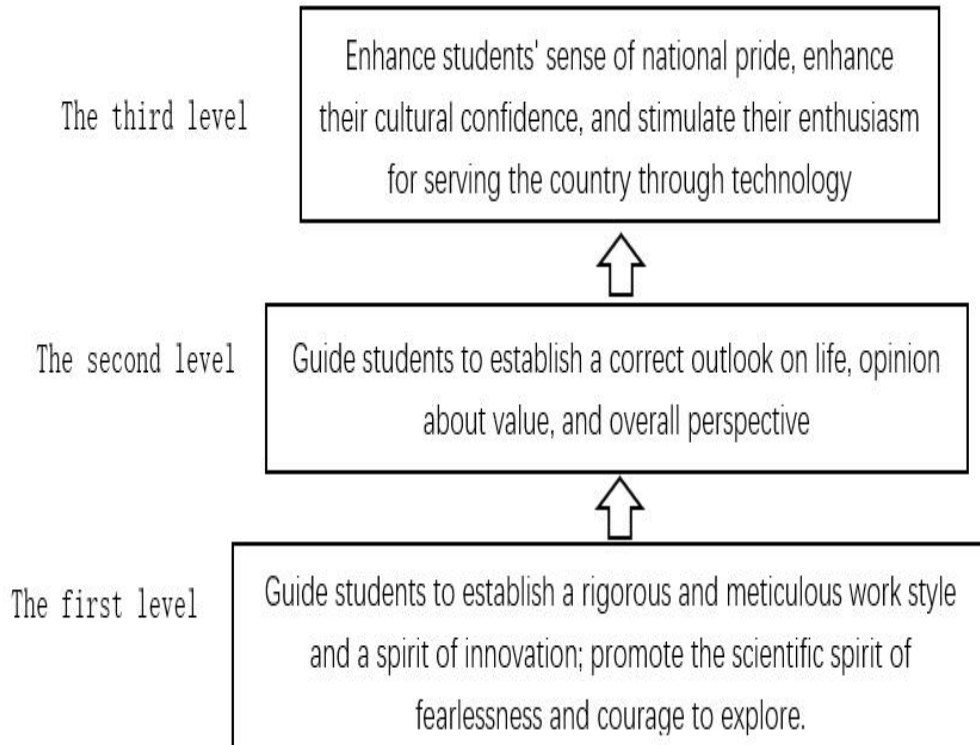 Enhance students' sense of national pride, enhance
The third level
their cultural confidence, and stimulate their enthusiasm
for serving the country through technology
The second level
Guide students to establish a correct outlook on life, opinion
about value, and overall perspective
The first level
Guide students to establish a rigorous and meticulous work style
and a spirit of innovation; promote the scientific spirit of
fearlessness and courage to explore.